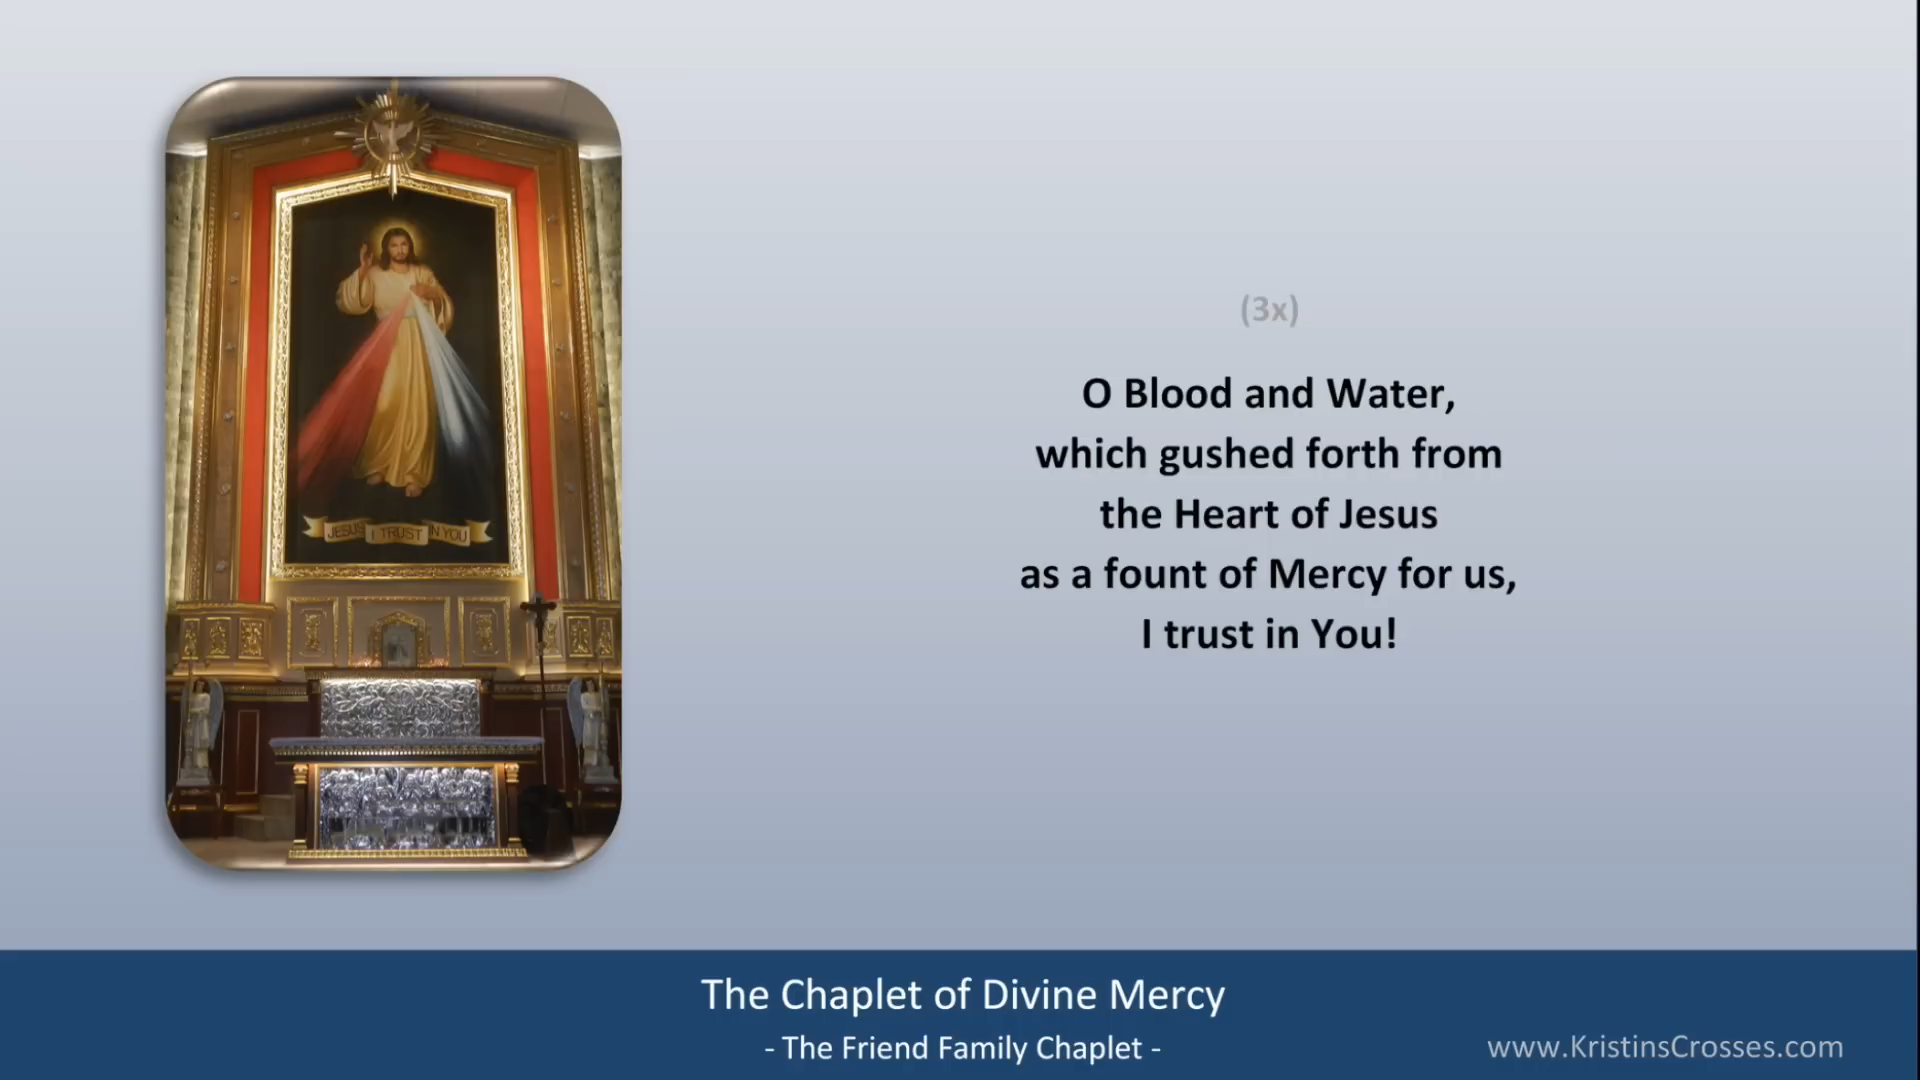 JESUS I TRUST IN YOU
(3x)
O Blood and Water,
which gushed forth from
the Heart of Jesus
as a fount of Mercy for us,
I trust in You!
The Chaplet of Divine Mercy
- The Friend Family Chaplet -
www.KristinsCrosses.com